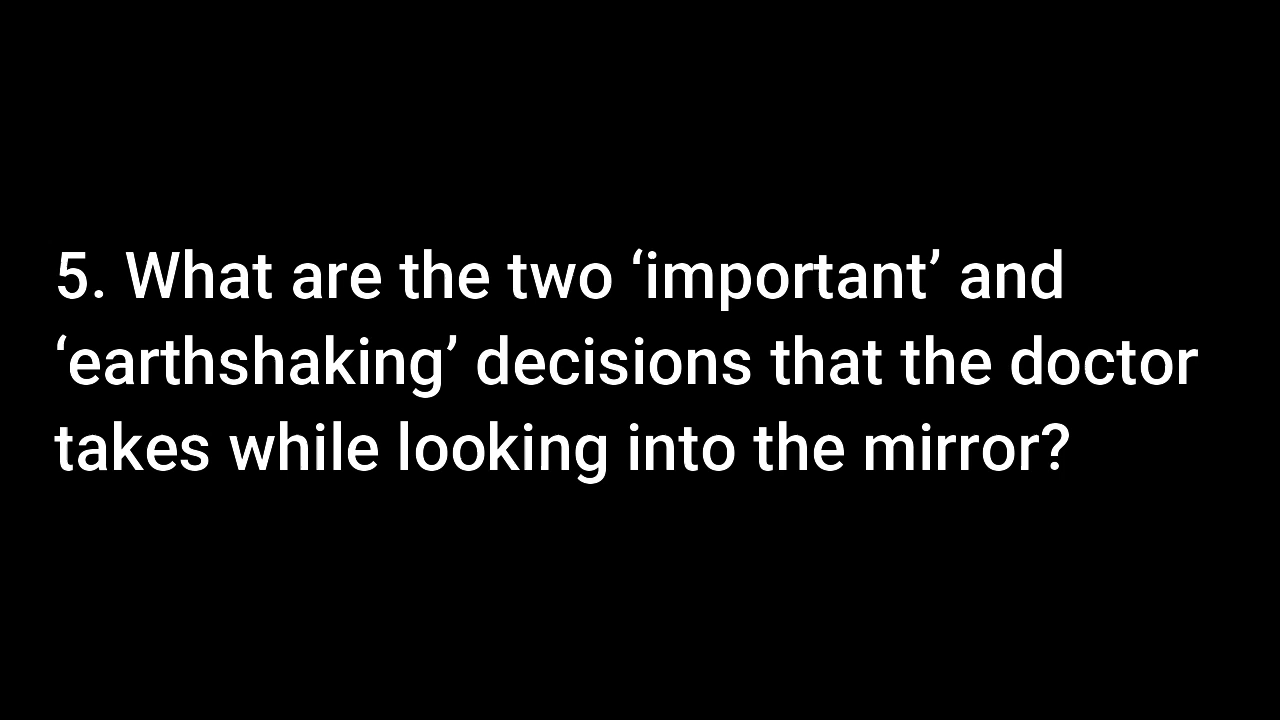 5. What are the two ‘important’ and
‘earthshaking’ decisions that the doctor
takes while looking into the mirror?